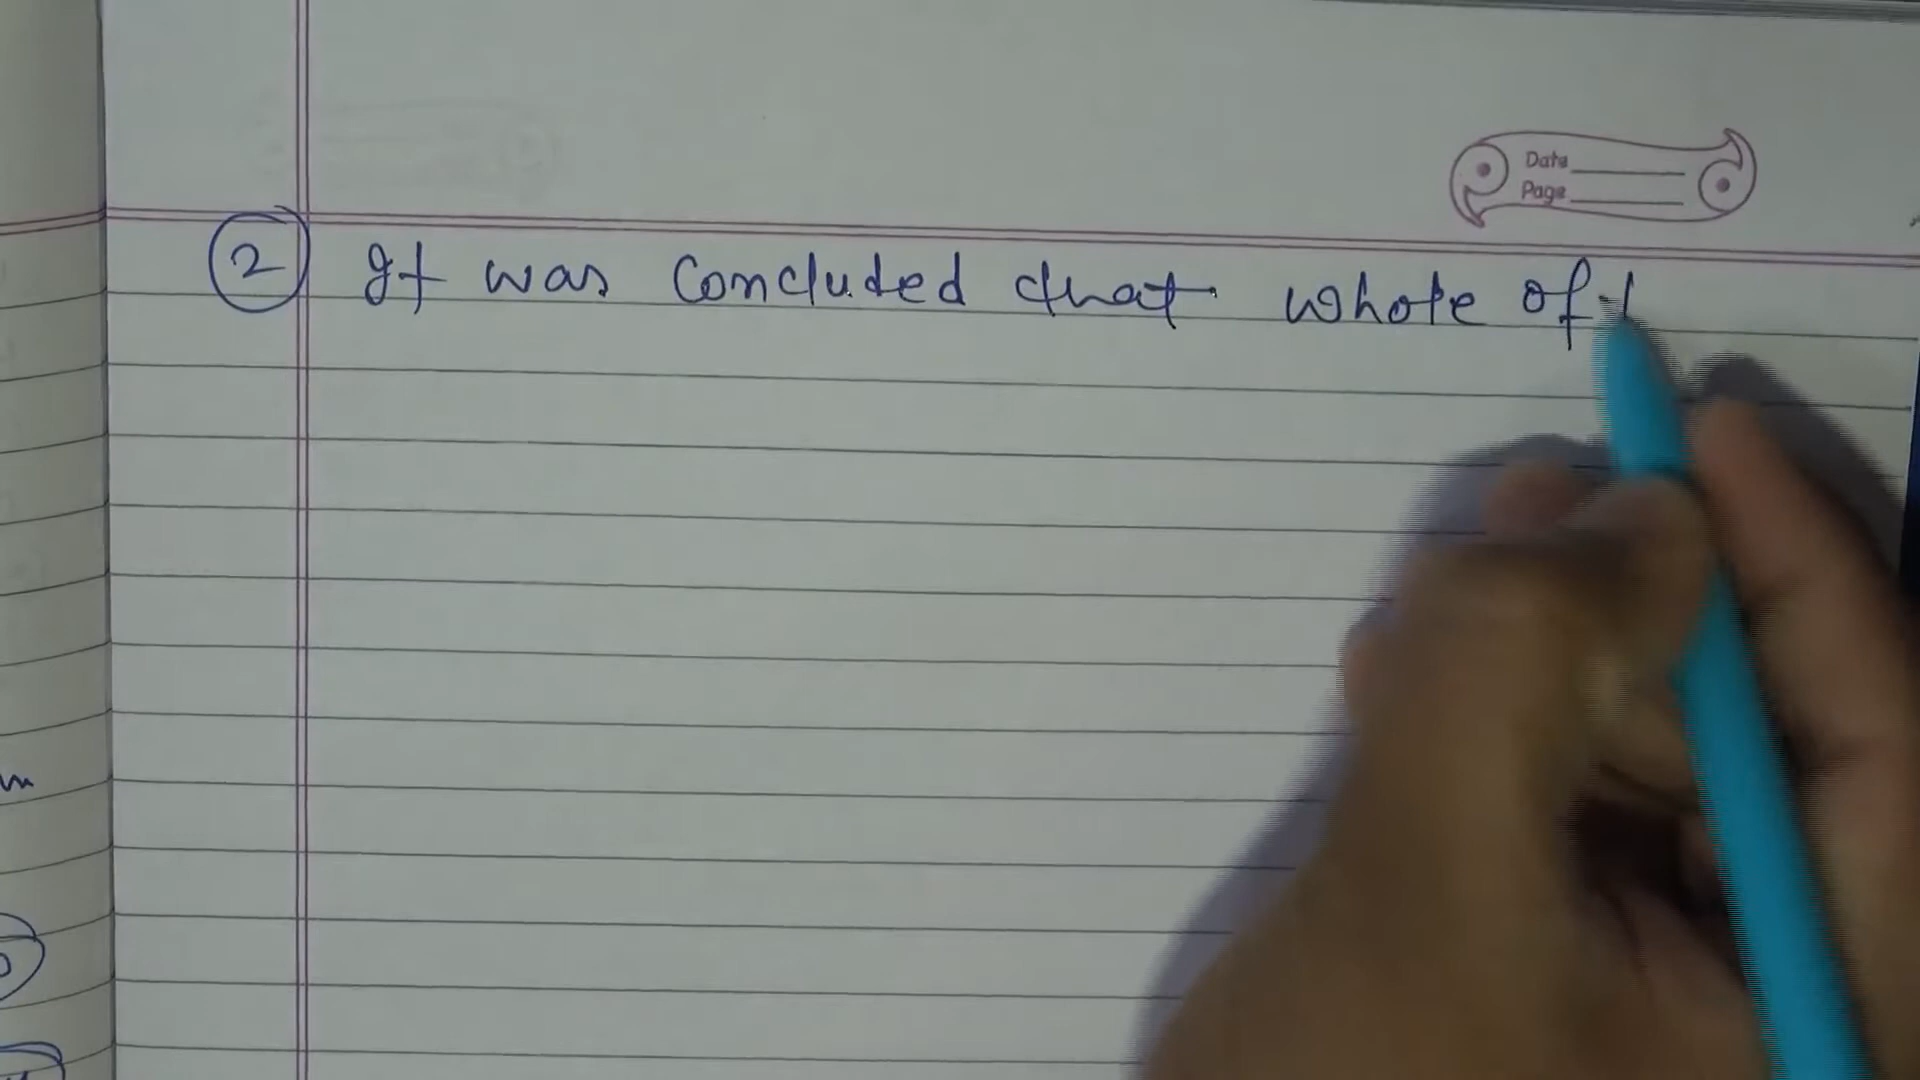 Date
Page
2 It was concluded that whole of
m